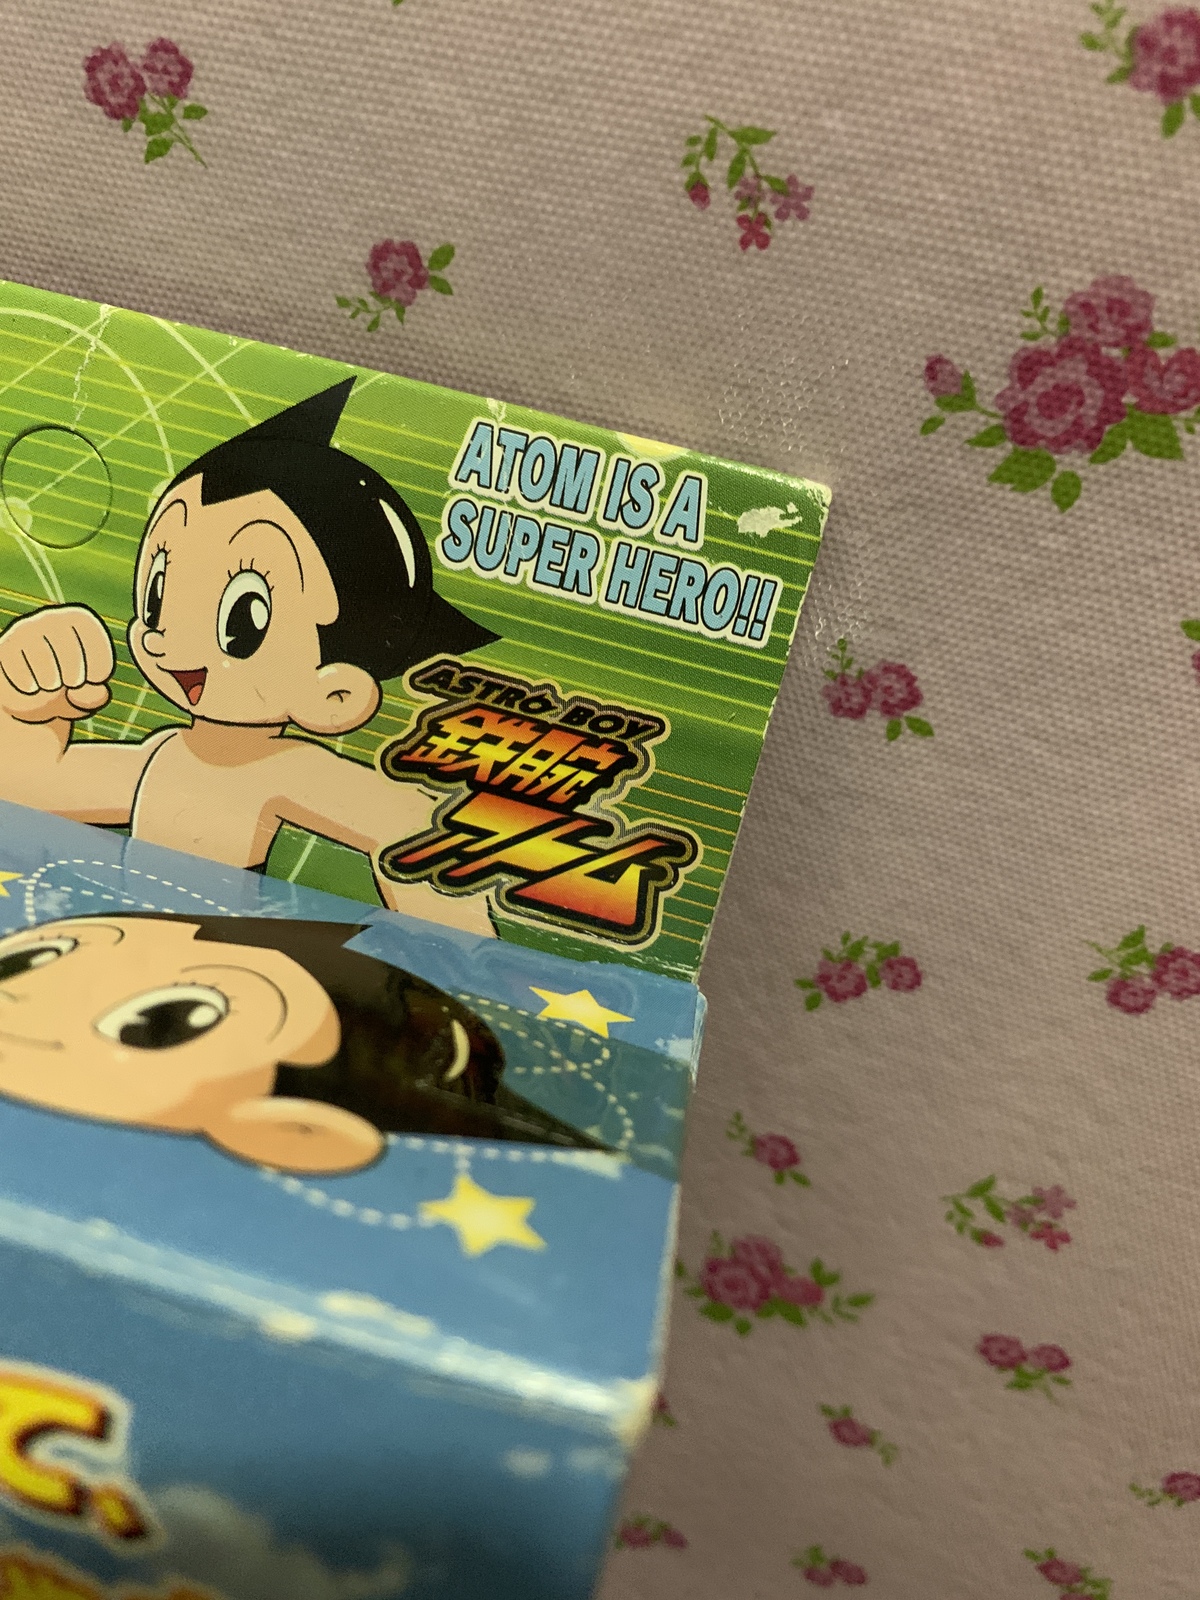 ATOM IS A
SUPER HERO!!
ASTRO BOY
鉄腕
アトム